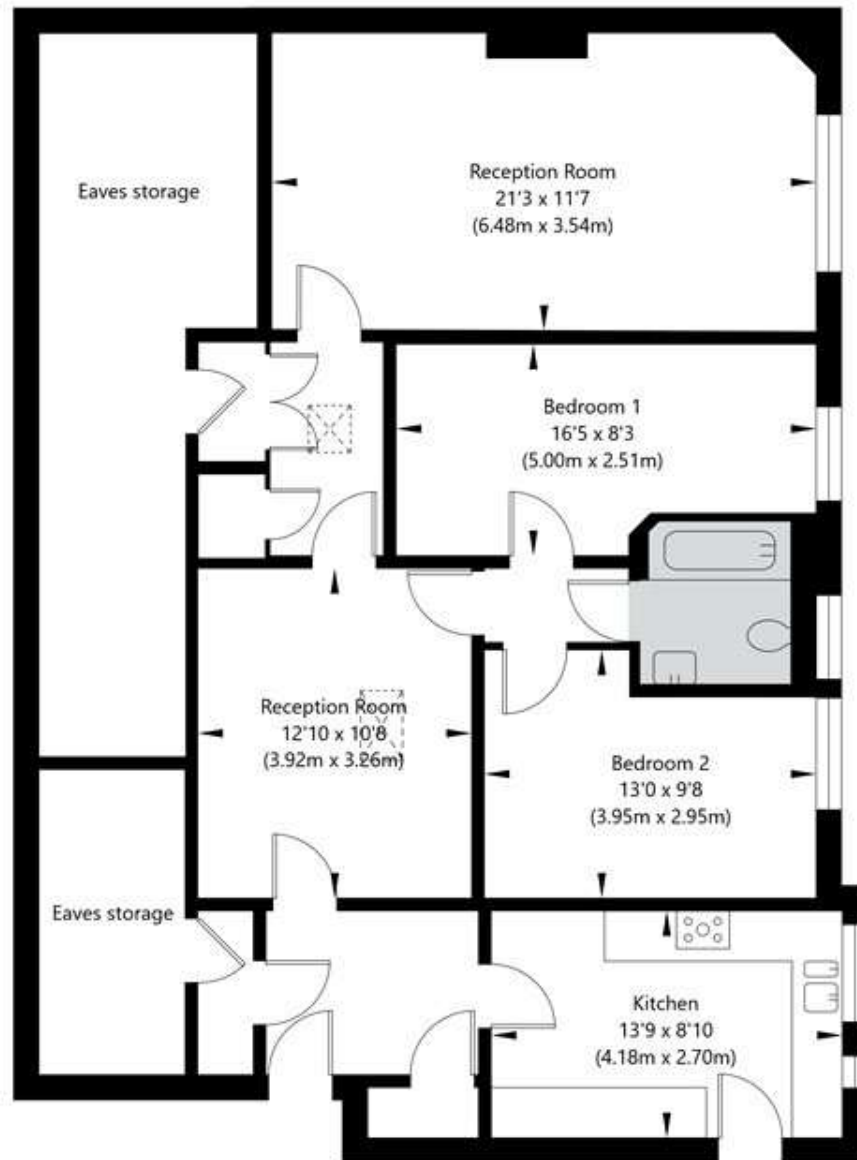 Eaves storage
Reception Room
21'3 x 11'7
(6.48m x 3.54m)
Bedroom 1
16'5 x 8'3
(5.00m x 2.51m)
Reception Room
12'10 x 10'8
(3.92m x 3.26m)
Bedroom 2
13'0 x 9'8
(3.95m x 2.95m)
Eaves storage
Kitchen
13'9 x 8'10
(4.18m x 2.70m)